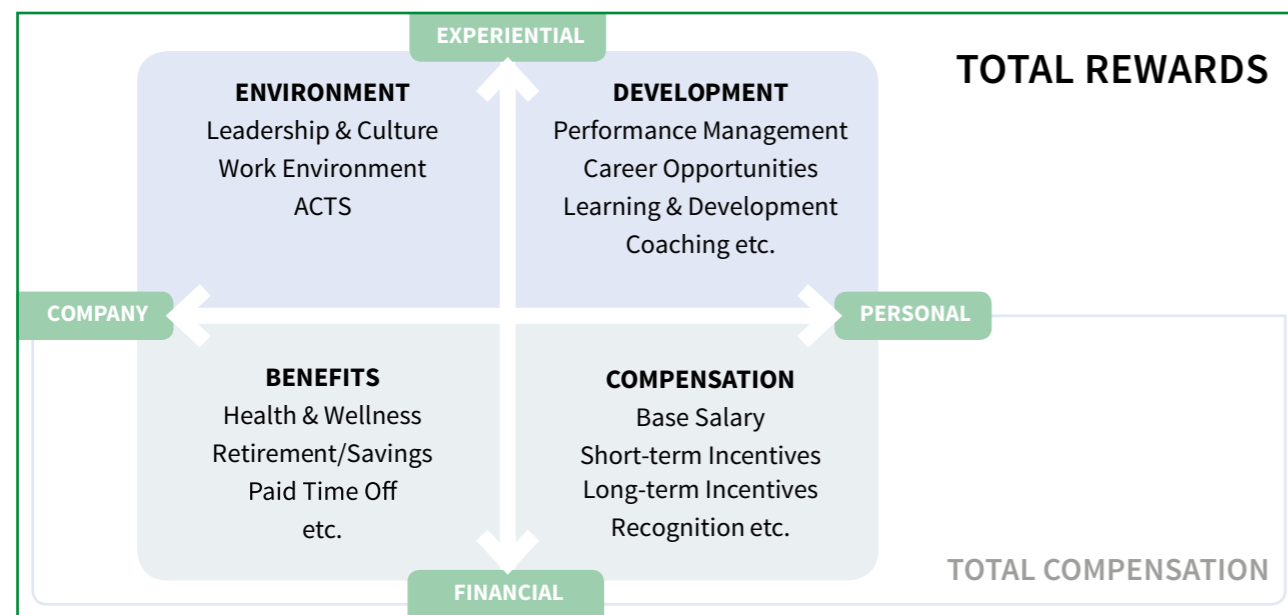 EXPERIENTIAL
TOTAL REWARDS
ENVIRONMENT
Leadership & Culture
Work Environment
ACTS
DEVELOPMENT
Performance Management
Career Opportunities
Learning & Development
Coaching etc.
COMPANY
PERSONAL
BENEFITS
Health & Wellness
Retirement/Savings
Paid Time Off
etc.
COMPENSATION
Base Salary
Short-term Incentives
Long-term Incentives
Recognition etc.
TOTAL COMPENSATION
FINANCIAL